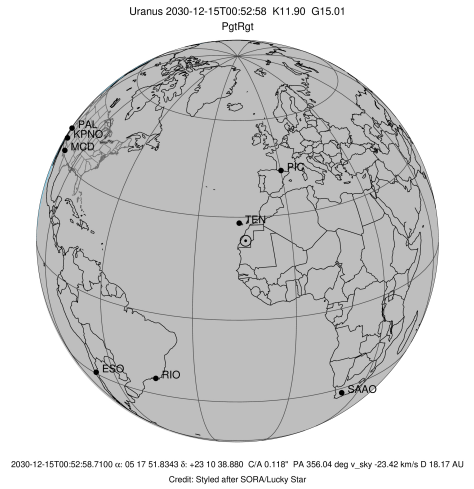 Uranus 2030-12-15T00:52:58 K11.90 G15.01
PgtRgt
PAL
KPNO
MCD
PIC
TEN
ESO
RIO
SAAO
2030-12-15T00:52:58.7100 α: 05 17 51.8343 δ: +23 10 38.880 C/A 0.118" PA 356.04 deg v_sky -23.42 km/s D 18.17 AU
Credit: Styled after SORA/Lucky Star